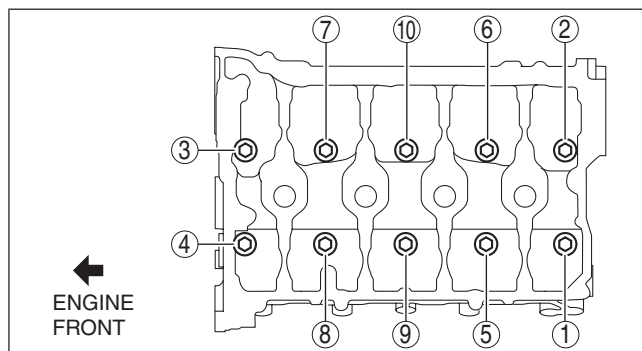 ⑦ ⑩ ⑥ ②
③
④
ENGINE
FRONT
⑧ ⑨ ⑤ ①